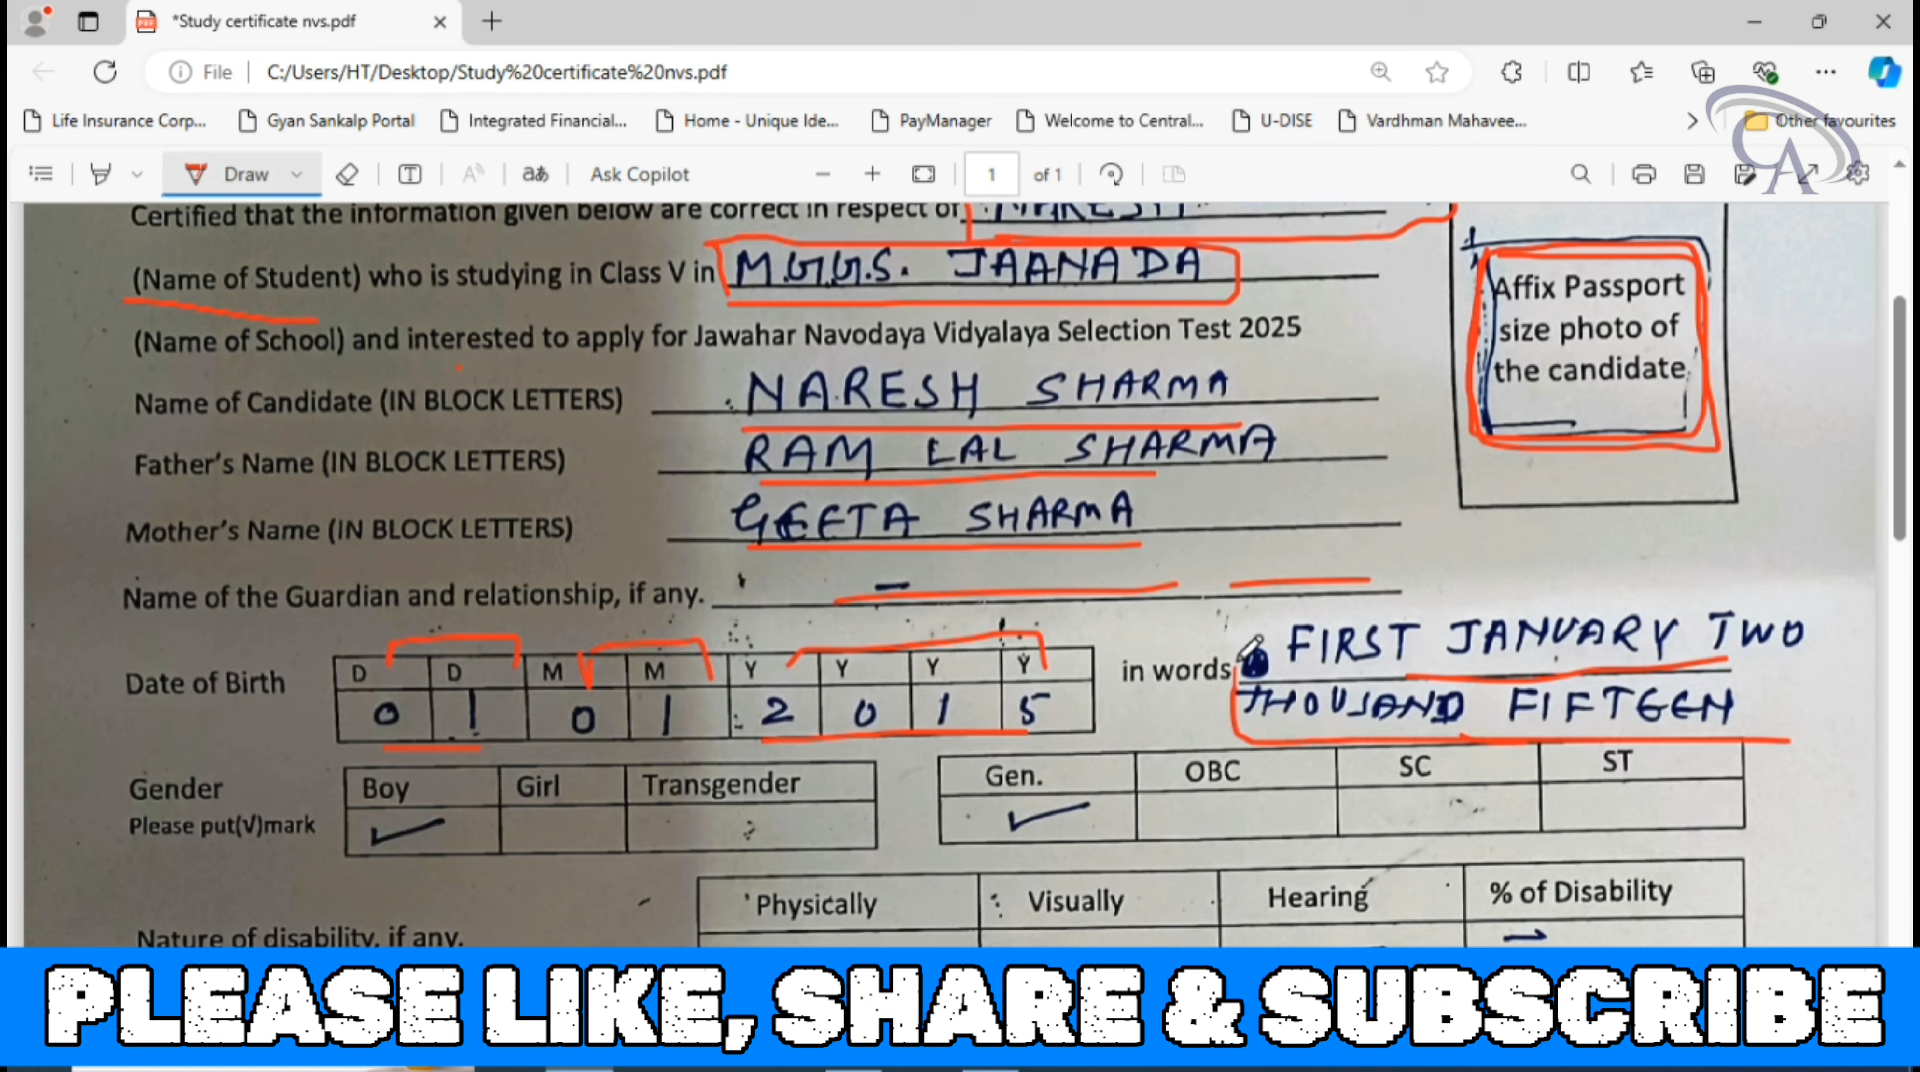 *Study certificate nvs.pdf
File C:/Users/HT/Desktop/Study%20certificate%20nvs.pdf
Life Insurance Corp... Gyan Sankalp Portal Integrated Financial... Home - Unique Ide... PayManager Welcome to Central... U-DISE Vardhman Mahavee... Other favourites
Draw aあ Ask Copilot 1 of 1
CA
Certified that the information given below are correct in respect of NARESH
(Name of Student) who is studying in Class V in M.G.G.S. JAANADA
(Name of School) and interested to apply for Jawahar Navodaya Vidyalaya Selection Test 2025
Affix Passport
size photo of
the candidate
Name of Candidate (IN BLOCK LETTERS) NARESH SHARMA
Father's Name (IN BLOCK LETTERS) RAM LAL SHARMA
Mother's Name (IN BLOCK LETTERS) GEETA SHARMA
Name of the Guardian and relationship, if any. -
Date of Birth D D M M Y Y Y Y in words FIRST JANUARY TWO
0 1 0 1 2 0 1 5 THOUSAND FIFTEEN
Gender Boy Girl Transgender Gen. OBC SC ST
Please put(V)mark ✓ ✓
Physically Visually Hearing % of Disability
Nature of disability, if any.
PLEASE LIKE, SHARE & SUBSCRIBE